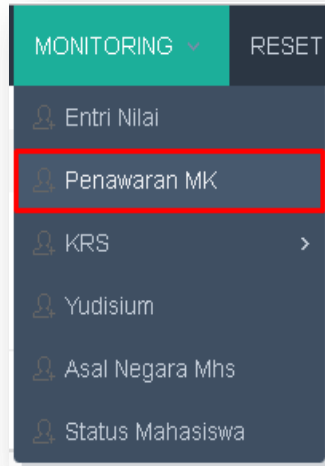 MONITORING RESET
Entri Nilai
Penawaran MK
KRS
Yudisium
Asal Negara Mhs
Status Mahasiswa